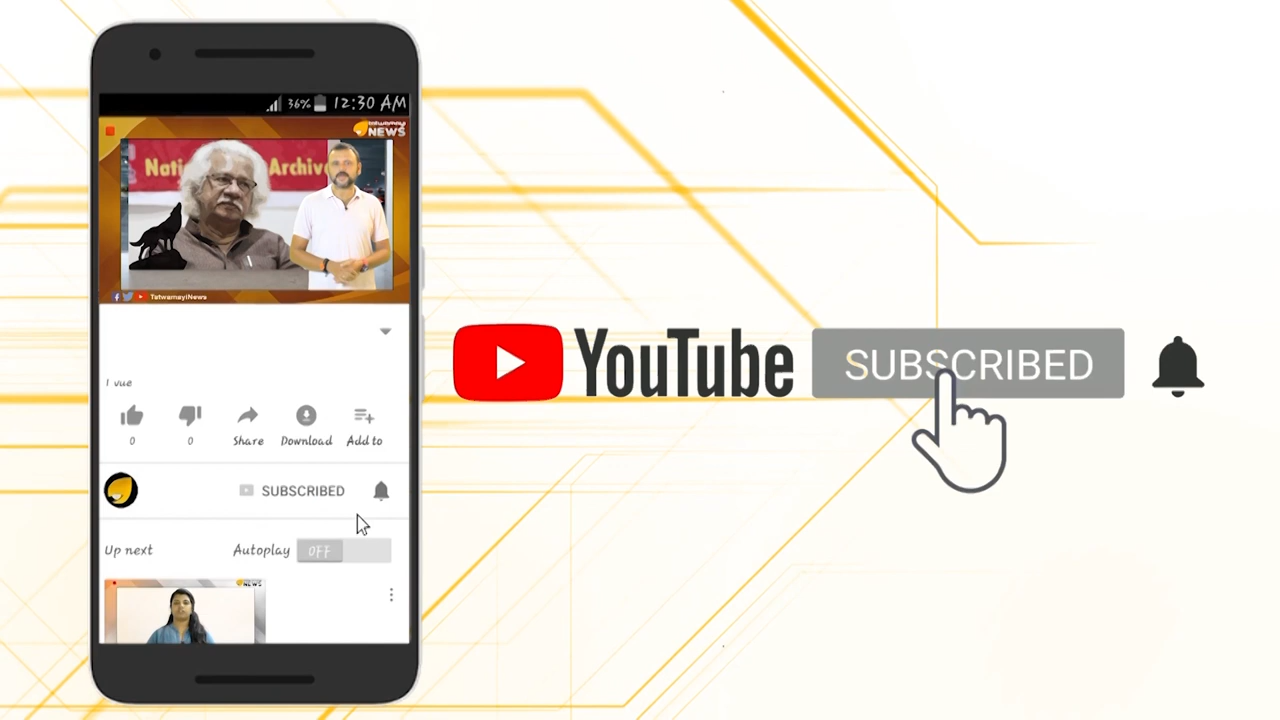 36% 12:30 AM
tatwamayi
NEWS
Nati Archive
TatwamayiNews
YouTube
SUBSCRIBED
1 vue
0 0 Share Download Add to
SUBSCRIBED
Up next Autoplay OFF
NEWS